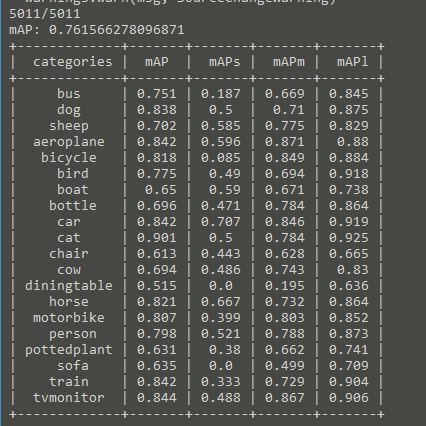 warnings.warn(msg, SourceChangeWarning)
5011/5011
mAP: 0.761566278096871
+-------------+-------+-------+-------+-------+
|  categories |  mAP  |  mAPs |  mAPm |  mAPl |
+-------------+-------+-------+-------+-------+
|     bus     | 0.751 | 0.187 | 0.669 | 0.845 |
|     dog     | 0.838 |  0.5  |  0.71 | 0.875 |
|    sheep    | 0.702 | 0.585 | 0.775 | 0.829 |
|  aeroplane  | 0.842 | 0.596 | 0.871 |  0.88 |
|   bicycle   | 0.818 | 0.085 | 0.849 | 0.884 |
|     bird    | 0.775 |  0.49 | 0.694 | 0.918 |
|     boat    |  0.65 |  0.59 | 0.671 | 0.738 |
|    bottle   | 0.696 | 0.471 | 0.784 | 0.864 |
|     car     | 0.842 | 0.707 | 0.846 | 0.919 |
|     cat     | 0.901 |  0.5  | 0.784 | 0.925 |
|    chair    | 0.613 | 0.443 | 0.628 | 0.665 |
|     cow     | 0.694 | 0.486 | 0.743 |  0.83 |
| diningtable | 0.515 |  0.0  | 0.195 | 0.636 |
|    horse    | 0.821 | 0.667 | 0.732 | 0.864 |
|  motorbike  | 0.807 | 0.399 | 0.803 | 0.852 |
|    person   | 0.798 | 0.521 | 0.788 | 0.873 |
| pottedplant | 0.631 |  0.38 | 0.662 | 0.741 |
|     sofa    | 0.635 |  0.0  | 0.499 | 0.709 |
|    train    | 0.842 | 0.333 | 0.729 | 0.904 |
|  tvmonitor  | 0.844 | 0.488 | 0.867 | 0.906 |
+-------------+-------+-------+-------+-------+